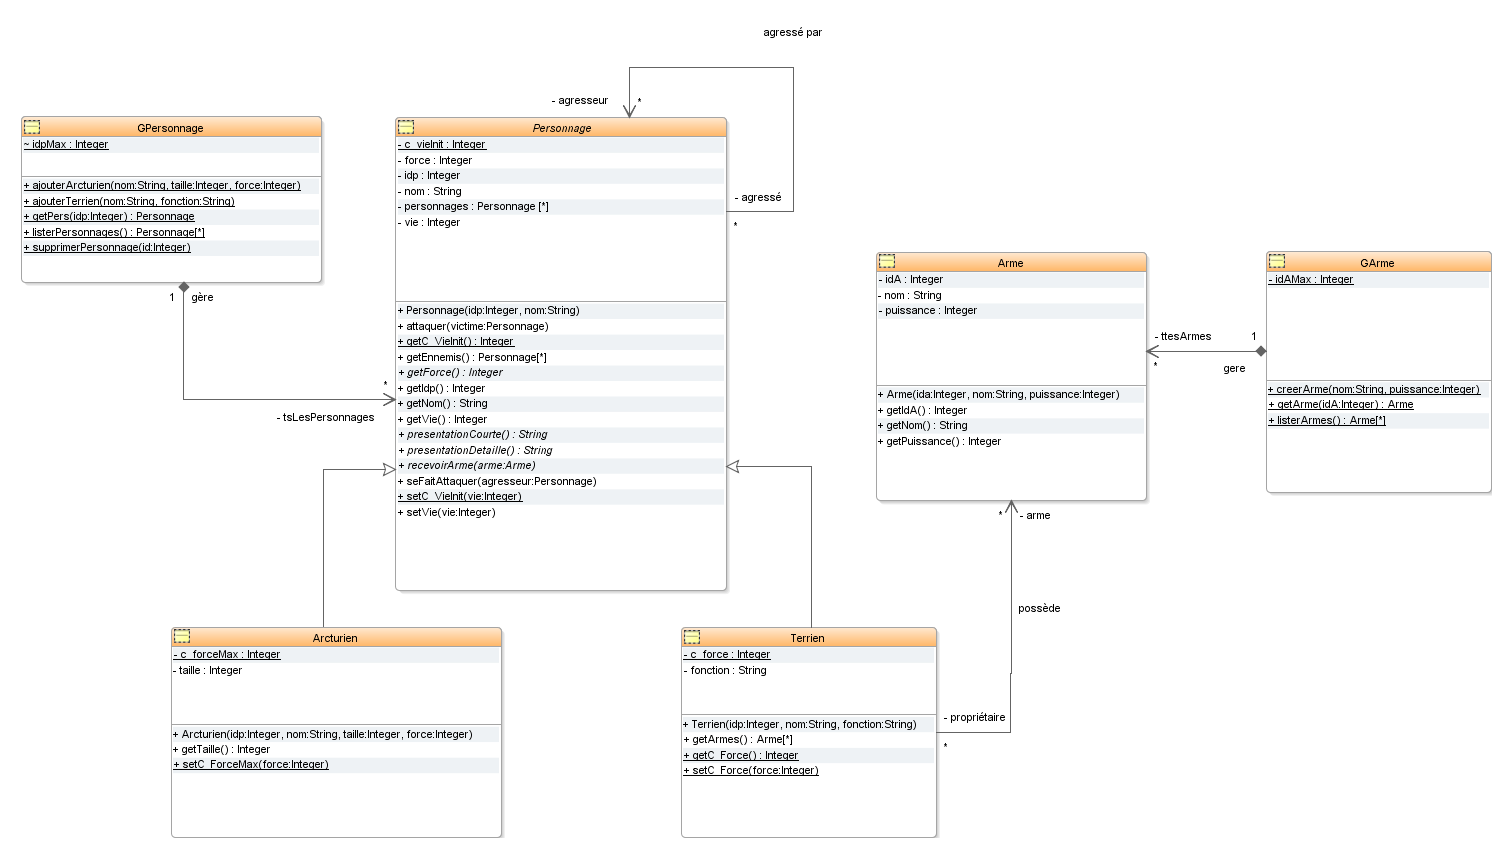 agressé par
- agresseur
*
- agressé
*
GPersonnage
~ idpMax : Integer
+ ajouterArcturien(nom:String, taille:Integer, force:Integer)
+ ajouterTerrien(nom:String, fonction:String)
+ getPers(idp:Integer) : Personnage
+ listerPersonnages() : Personnage[*]
+ supprimerPersonnage(id:Integer)
1
gère
*
- tsLesPersonnages
Personnage
- c_vieInit : Integer
- force : Integer
- idp : Integer
- nom : String
- personnages : Personnage [*]
- vie : Integer
+ Personnage(idp:Integer, nom:String)
+ attaquer(victime:Personnage)
+ getC_VieInit() : Integer
+ getEnnemis() : Personnage[*]
+ getForce() : Integer
+ getIdp() : Integer
+ getNom() : String
+ getVie() : Integer
+ presentationCourte() : String
+ presentationDetaille() : String
+ recevoirArme(arme:Arme)
+ seFaitAttaquer(agresseur:Personnage)
+ setC_VieInit(vie:Integer)
+ setVie(vie:Integer)
Arme
- idA : Integer
- nom : String
- puissance : Integer
+ Arme(ida:Integer, nom:String, puissance:Integer)
+ getIdA() : Integer
+ getNom() : String
+ getPuissance() : Integer
- ttesArmes
1
*
gere
GArme
- idAMax : Integer
+ creerArme(nom:String, puissance:Integer)
+ getArme(idA:Integer) : Arme
+ listerArmes() : Arme[*]
*
- arme
possède
- propriétaire
*
Arcturien
- c_forceMax : Integer
- taille : Integer
+ Arcturien(idp:Integer, nom:String, taille:Integer, force:Integer)
+ getTaille() : Integer
+ setC_ForceMax(force:Integer)
Terrien
- c_force : Integer
- fonction : String
+ Terrien(idp:Integer, nom:String, fonction:String)
+ getArmes() : Arme[*]
+ getC_Force() : Integer
+ setC_Force(force:Integer)